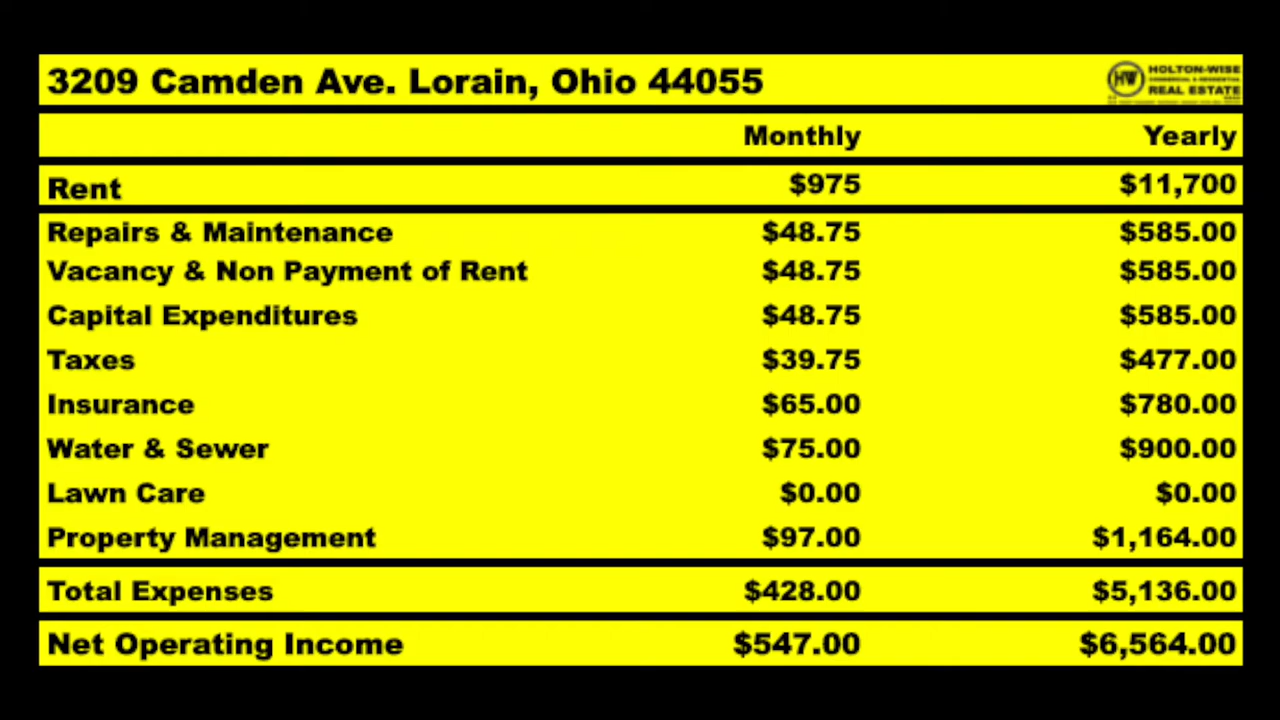 3209 Camden Ave. Lorain, Ohio 44055
HOLTON-WISE
COMMERCIAL & RESIDENTIAL
REAL ESTATE
HW
Monthly Yearly
Rent $975 $11,700
Repairs & Maintenance $48.75 $585.00
Vacancy & Non Payment of Rent $48.75 $585.00
Capital Expenditures $48.75 $585.00
Taxes $39.75 $477.00
Insurance $65.00 $780.00
Water & Sewer $75.00 $900.00
Lawn Care $0.00 $0.00
Property Management $97.00 $1,164.00
Total Expenses $428.00 $5,136.00
Net Operating Income $547.00 $6,564.00